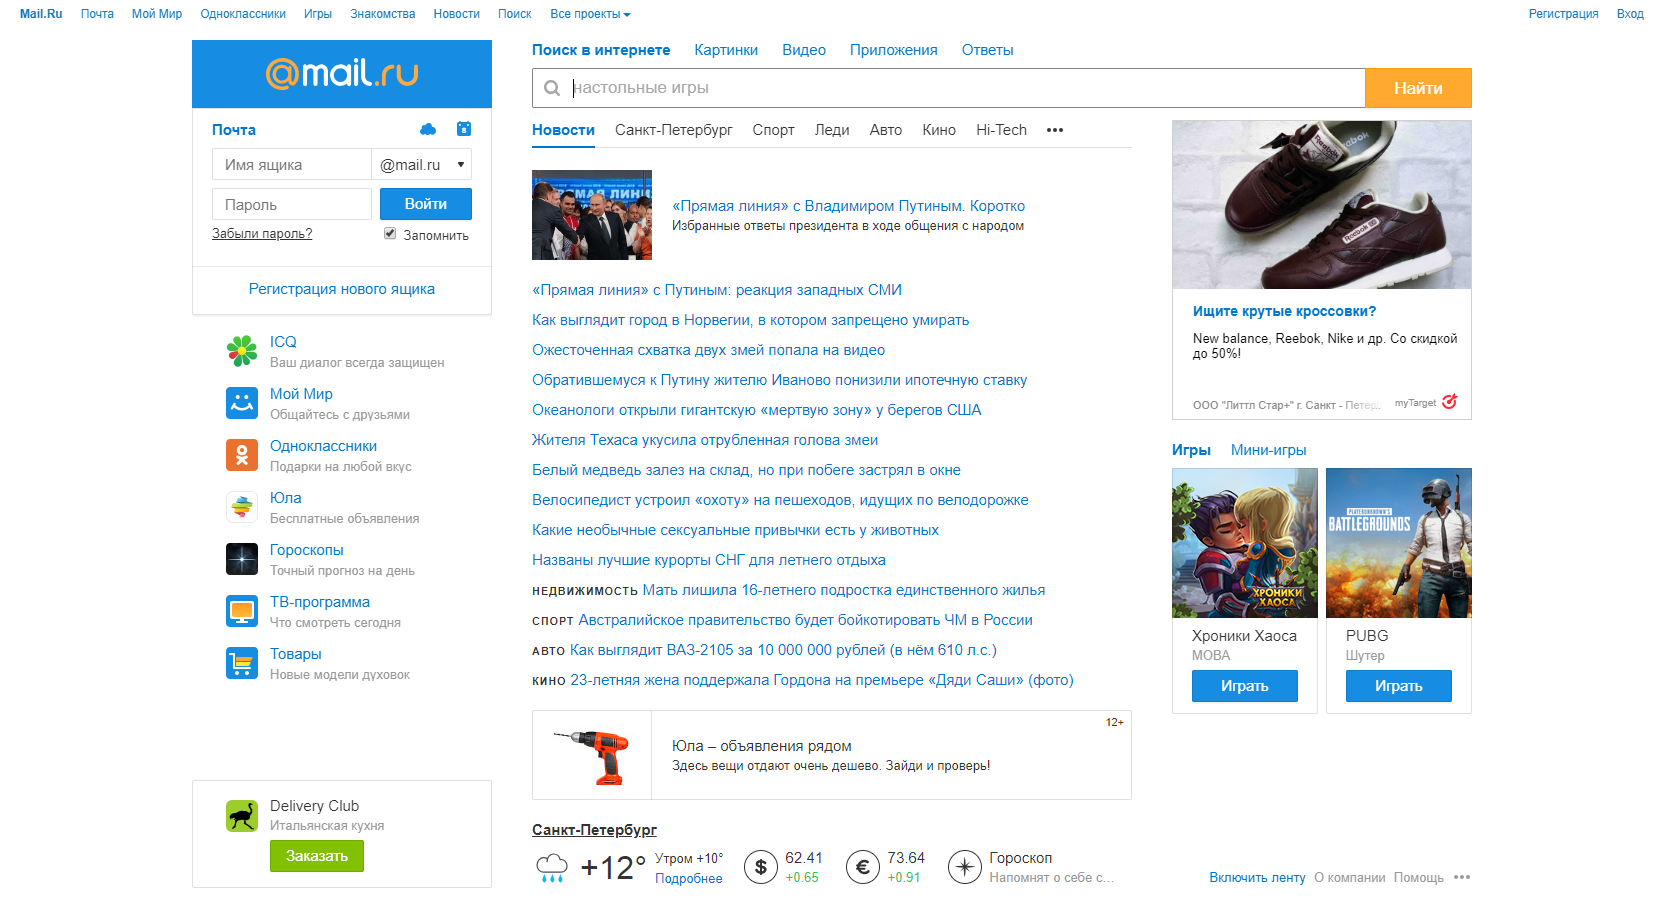 Mail.Ru Почта Мой Мир Одноклассники Игры Знакомства Новости Поиск Все проекты Регистрация Вход
@mail.ru
Почта
8
Имя ящика @mail.ru
Пароль Войти
Забыли пароль? Запомнить
Регистрация нового ящика
ICQ
Ваш диалог всегда защищен
Мой Мир
Общайтесь с друзьями
Одноклассники
Подарки на любой вкус
Юла
Бесплатные объявления
Гороскопы
Точный прогноз на день
ТВ-программа
Что смотреть сегодня
Товары
Новые модели духовок
Delivery Club
Итальянская кухня
Заказать
Поиск в интернете Картинки Видео Приложения Ответы
настольные игры Найти
Новости Санкт-Петербург Спорт Леди Авто Кино Hi-Tech •••
ПРЯМАЯ ЛИНИЯ
«Прямая линия» с Владимиром Путиным. Коротко
Избранные ответы президента в ходе общения с народом
«Прямая линия» с Путиным: реакция западных СМИ
Как выглядит город в Норвегии, в котором запрещено умирать
Ожесточенная схватка двух змей попала на видео
Обратившемуся к Путину жителю Иваново понизили ипотечную ставку
Океанологи открыли гигантскую «мертвую зону» у берегов США
Жителя Техаса укусила отрубленная голова змеи
Белый медведь залез на склад, но при побеге застрял в окне
Велосипедист устроил «охоту» на пешеходов, идущих по велодорожке
Какие необычные сексуальные привычки есть у животных
Названы лучшие курорты СНГ для летнего отдыха
НЕДВИЖИМОСТЬ Мать лишила 16-летнего подростка единственного жилья
СПОРТ Австралийское правительство будет бойкотировать ЧМ в России
АВТО Как выглядит ВАЗ-2105 за 10 000 000 рублей (в нём 610 л.с.)
КИНО 23-летняя жена поддержала Гордона на премьере «Дяди Саши» (фото)
12+
Юла – объявления рядом
Здесь вещи отдают очень дешево. Зайди и проверь!
Санкт-Петербург
+12° Утром +10° Подробнее
$ 62.41 +0.65
€ 73.64 +0.91
Гороскоп
Напомнят о себе с...
Reebok
Reebok
Ищите крутые кроссовки?
New balance, Reebok, Nike и др. Со скидкой
до 50%!
ООО "Литтл Стар+" г. Санкт - Петер myTarget
Игры Мини-игры
ХРОНИКИ
ХАОСА
PLAYERUNKNOWN'S
BATTLEGROUNDS
Хроники Хаоса
MOBA
Играть
PUBG
Шутер
Играть
Включить ленту О компании Помощь •••